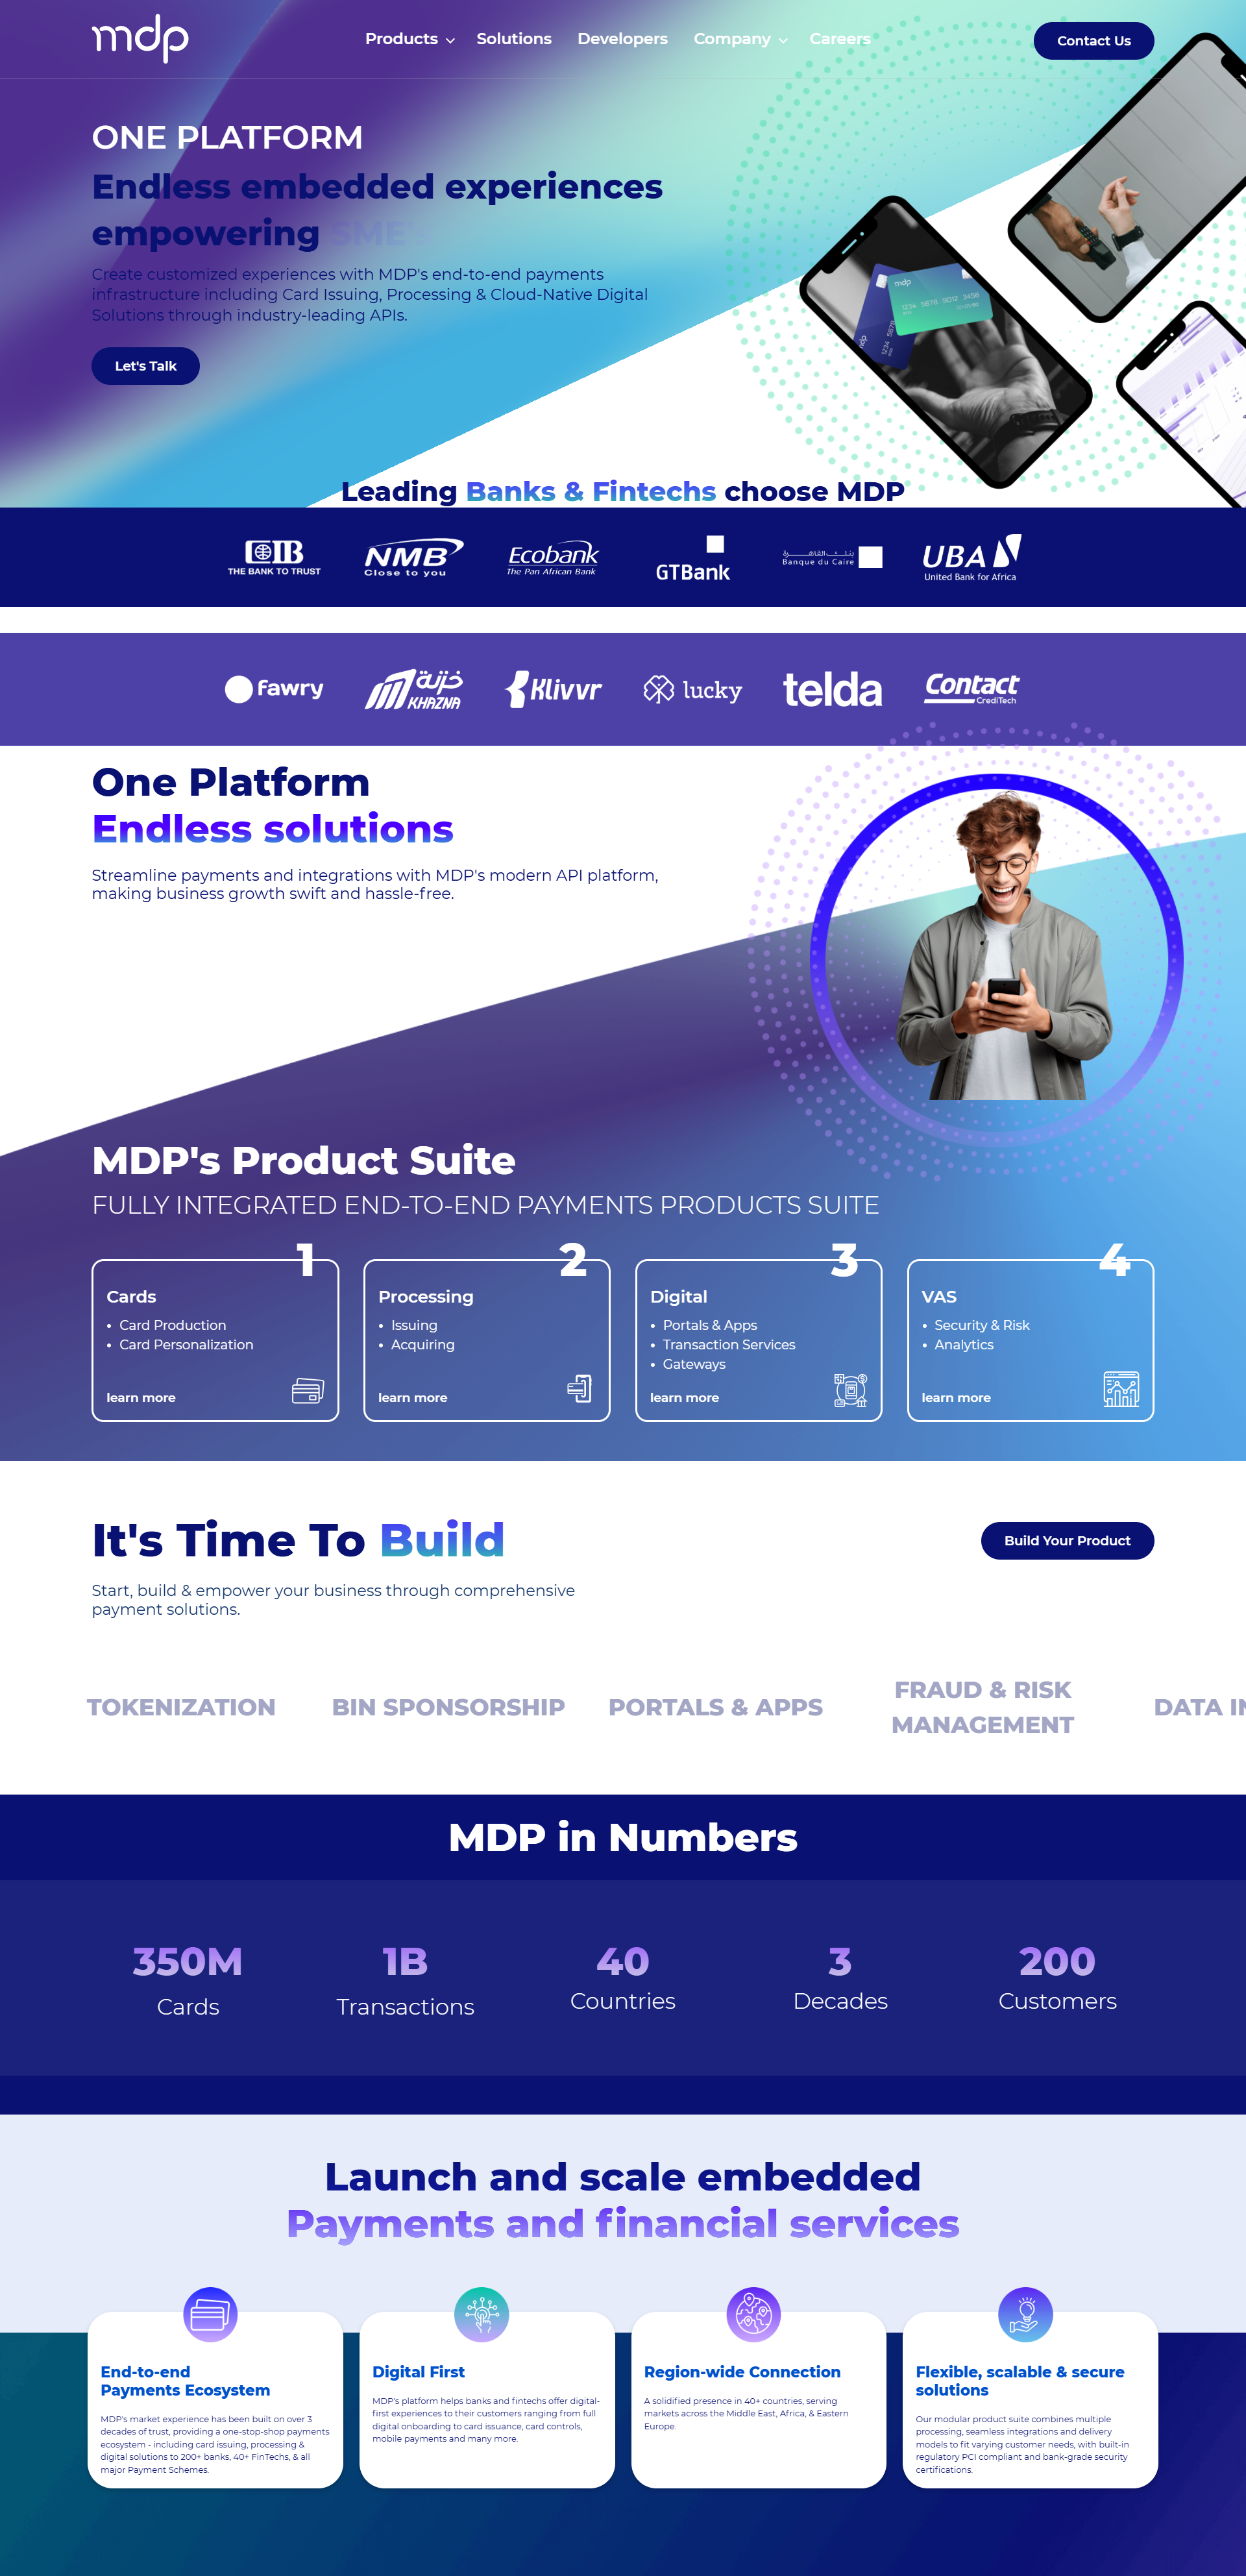 mdp
Products
Solutions
Developers
Company
Careers
Contact Us
ONE PLATFORM
Endless embedded experiences
empowering SME
Create customized experiences with MDP's end-to-end payments
infrastructure including Card Issuing, Processing & Cloud-Native Digital
Solutions through industry-leading APIs.
Let's Talk
mdp
1234 5678 9012 3456
Leading Banks & Fintechs choose MDP
CIB
THE BANK TO TRUST
NMB
Close to you
Ecobank
The Pan African Bank
GTBank
بنك القاهرة
Banque du Caire
UBA
United Bank for Africa
fawry
خزنة
KHAZNA
Klivvr
lucky
telda
Contact
CrediTech
One Platform
Endless solutions
Streamline payments and integrations with MDP's modern API platform,
making business growth swift and hassle-free.
MDP's Product Suite
FULLY INTEGRATED END-TO-END PAYMENTS PRODUCTS SUITE
1
Cards
• Card Production
• Card Personalization
learn more
2
Processing
• Issuing
• Acquiring
learn more
3
Digital
• Portals & Apps
• Transaction Services
• Gateways
learn more
4
VAS
• Security & Risk
• Analytics
learn more
It's Time To Build
Build Your Product
Start, build & empower your business through comprehensive
payment solutions.
TOKENIZATION
BIN SPONSORSHIP
PORTALS & APPS
FRAUD & RISK
MANAGEMENT
DATA IN
MDP in Numbers
350M
Cards
1B
Transactions
40
Countries
3
Decades
200
Customers
Launch and scale embedded
Payments and financial services
End-to-end
Payments Ecosystem
MDP's market experience has been built on over 3
decades of trust, providing a one-stop-shop payments
ecosystem - including card issuing, processing &
digital solutions to 200+ banks, 40+ FinTechs, & all
major Payment Schemes.
Digital First
MDP's platform helps banks and fintechs offer digital-
first experiences to their customers ranging from full
digital onboarding to card issuance, card controls,
mobile payments and many more.
Region-wide Connection
A solidified presence in 40+ countries, serving
markets across the Middle East, Africa, & Eastern
Europe.
Flexible, scalable & secure
solutions
Our modular product suite combines multiple
processing, seamless integrations and delivery
models to fit varying customer needs, with built-in
regulatory PCI compliant and bank-grade security
certifications.